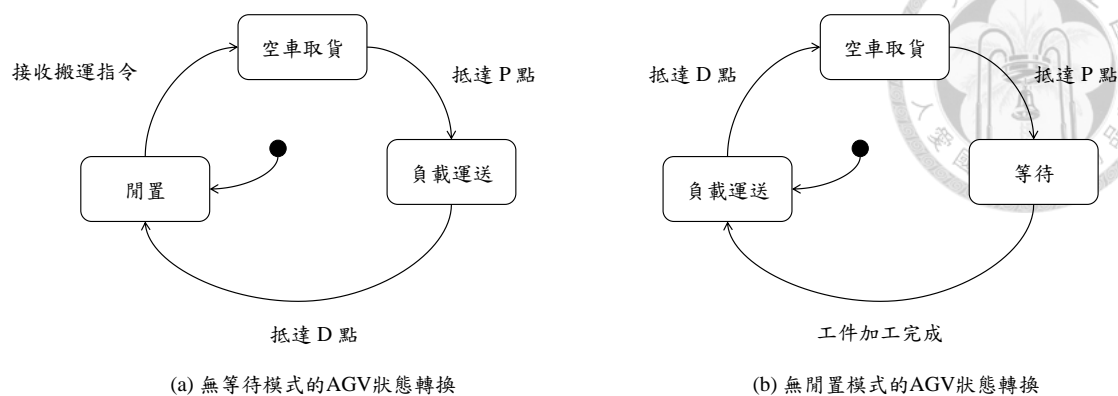 空車取貨
接收搬運指令
抵達 P 點
閒置
負載運送
抵達 D 點
(a) 無等待模式的AGV狀態轉換
空車取貨
抵達 D 點
抵達 P 點
負載運送
等待
工件加工完成
(b) 無閒置模式的AGV狀態轉換